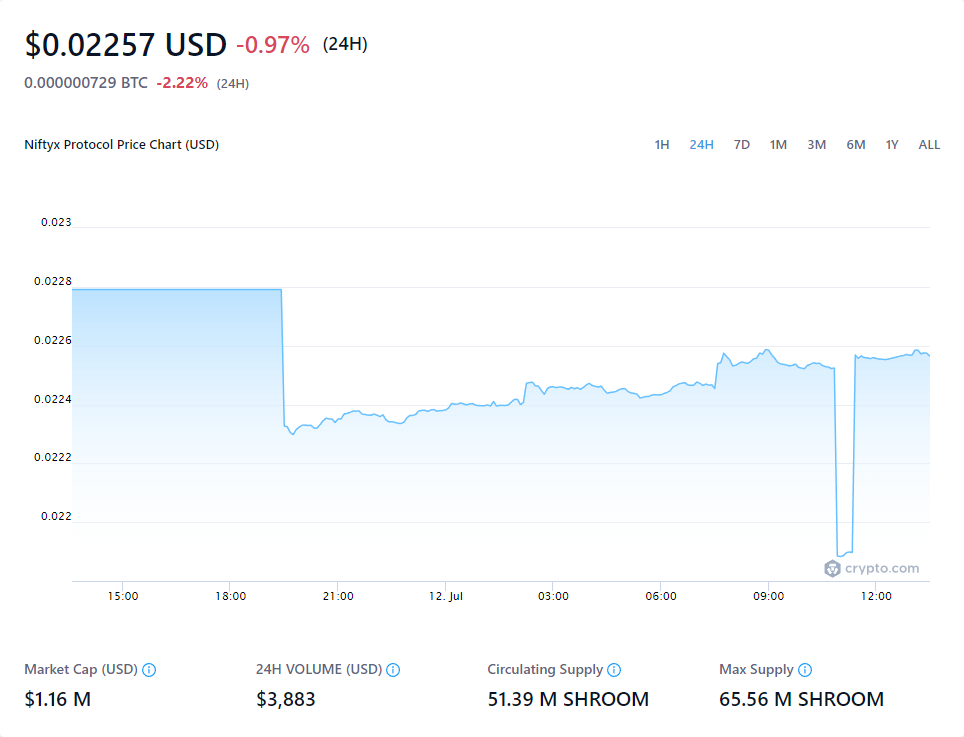 $0.02257 USD -0.97% (24H)
0.000000729 BTC -2.22% (24H)
Niftyx Protocol Price Chart (USD) 1H 24H 7D 1M 3M 6M 1Y ALL
0.023
0.0228
0.0226
0.0224
0.0222
0.022
crypto.com
15:00 18:00 21:00 12. Jul 03:00 06:00 09:00 12:00
Market Cap (USD) 24H VOLUME (USD) Circulating Supply Max Supply
$1.16 M $3,883 51.39 M SHROOM 65.56 M SHROOM